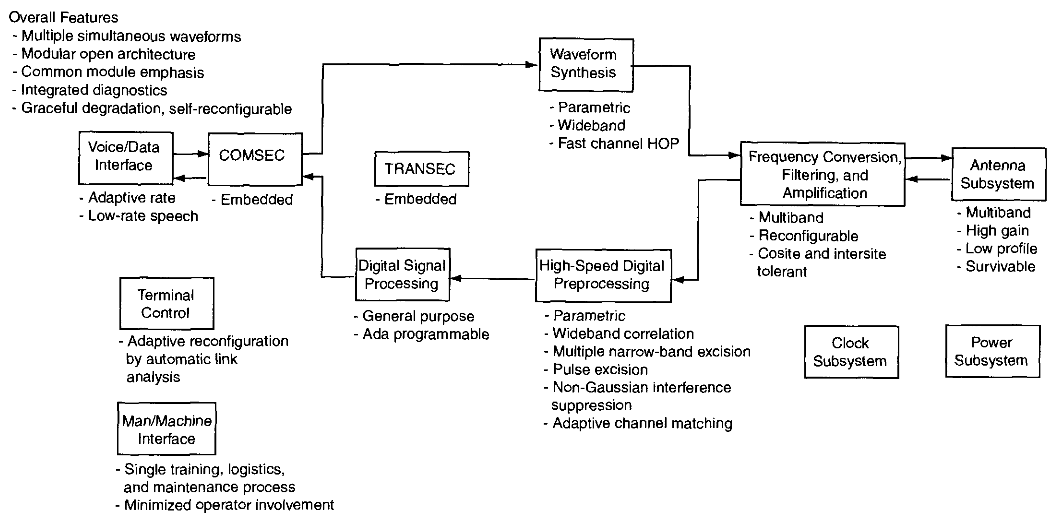 Overall Features
- Multiple simultaneous waveforms
- Modular open architecture
- Common module emphasis
- Integrated diagnostics
- Graceful degradation, self-reconfigurable
Waveform
Synthesis
- Parametric
- Wideband
- Fast channel HOP
Voice/Data
Interface
- Adaptive rate
- Low-rate speech
COMSEC
- Embedded
TRANSEC
- Embedded
Frequency Conversion,
Filtering, and
Amplification
- Multiband
- Reconfigurable
- Cosite and intersite
tolerant
Antenna
Subsystem
- Multiband
- High gain
- Low profile
- Survivable
Digital Signal
Processing
- General purpose
- Ada programmable
High-Speed Digital
Preprocessing
- Parametric
- Wideband correlation
- Multiple narrow-band excision
- Pulse excision
- Non-Gaussian interference
suppression
- Adaptive channel matching
Terminal
Control
- Adaptive reconfiguration
by automatic link
analysis
Clock
Subsystem
Power
Subsystem
Man/Machine
Interface
- Single training, logistics,
and maintenance process
- Minimized operator involvement